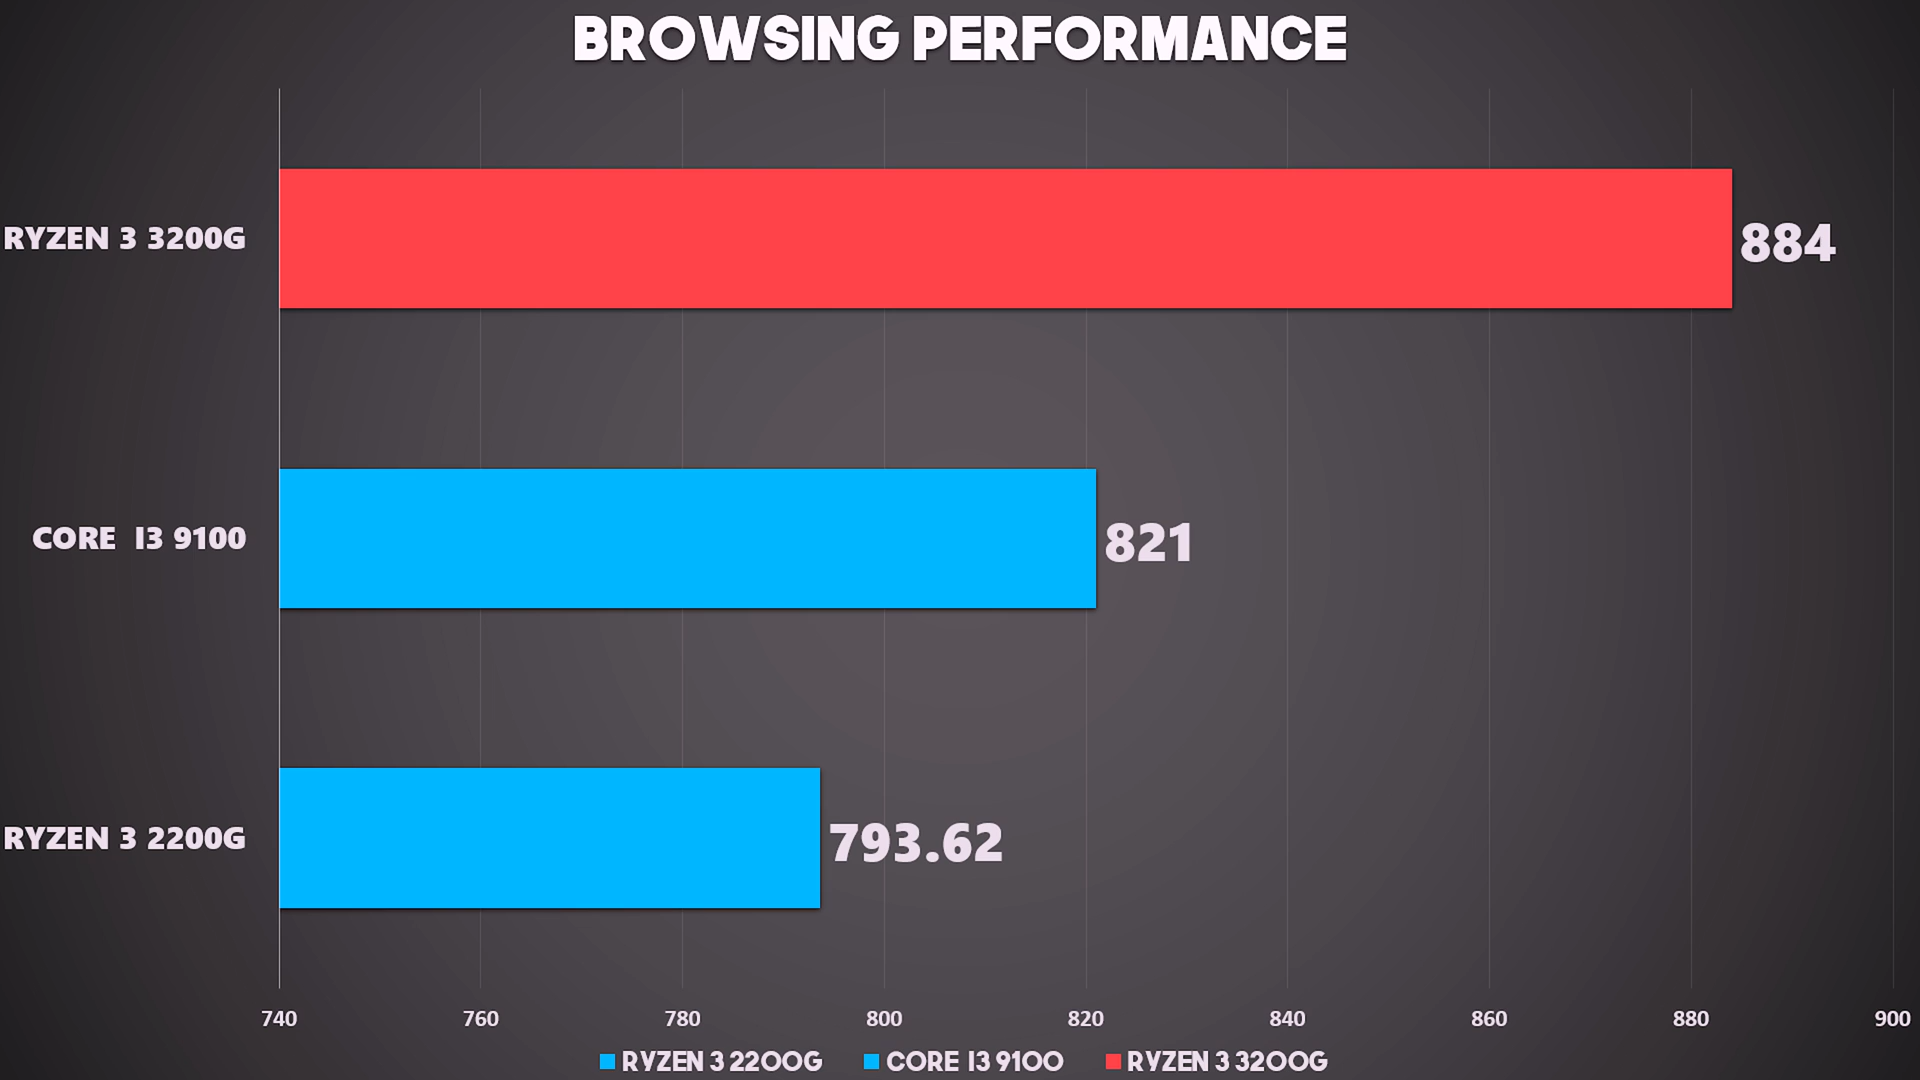 BROWSING PERFORMANCE
RYZEN 3 3200G
884
CORE I3 9100
821
RYZEN 3 2200G
793.62
740 760 780 800 820 840 860 880 900
RYZEN 3 2200G CORE I3 9100 RYZEN 3 3200G